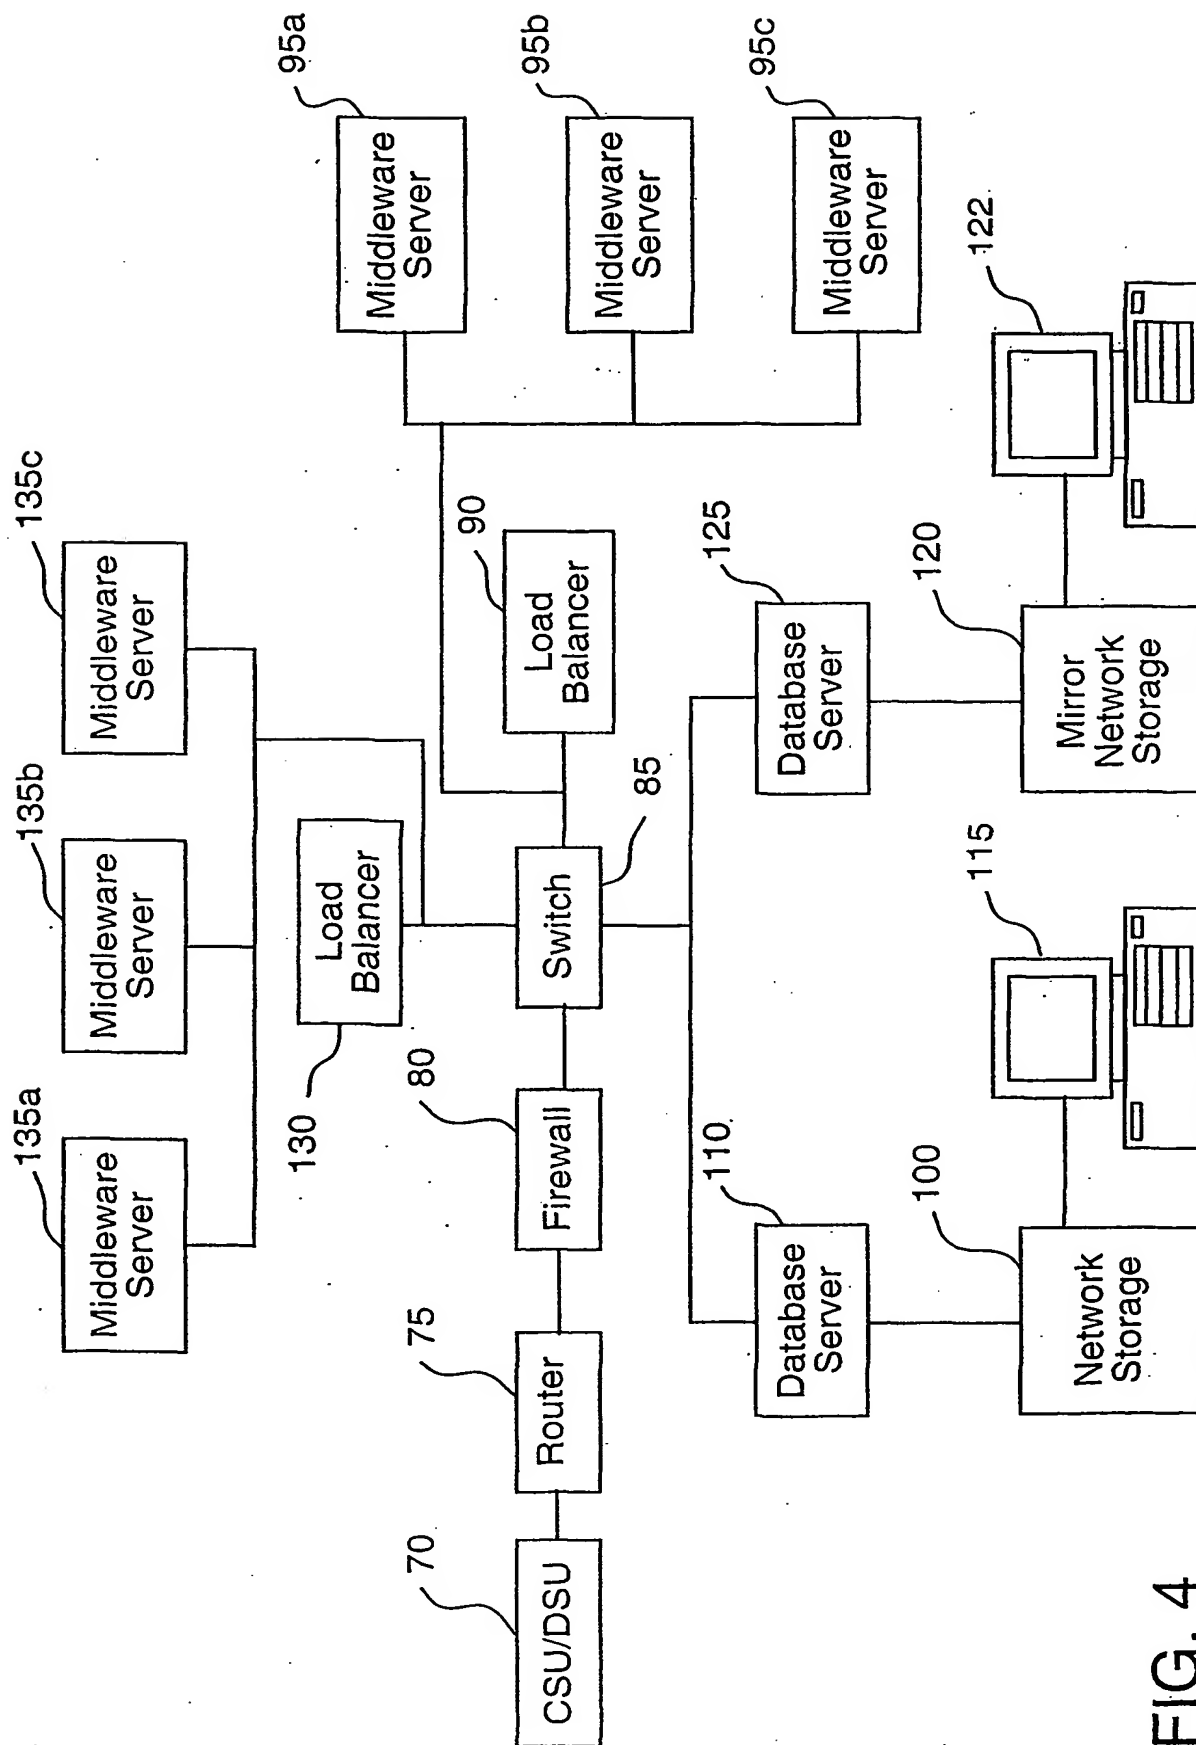 135a
135b
135c
Middleware
Server
Middleware
Server
Middleware
Server
95a
Middleware
Server
95b
Middleware
Server
95c
Middleware
Server
130
Load
Balancer
90
Load
Balancer
70
CSU/DSU
75
Router
80
Firewall
Switch
85
110
Database
Server
125
Database
Server
100
Network
Storage
115
120
Mirror
Network
Storage
122
FIG. 4